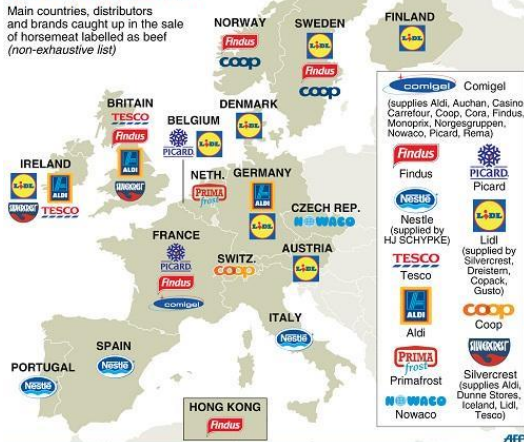 Main countries, distributors
and brands caught up in the sale
of horsemeat labelled as beef
(non-exhaustive list)
NORWAY
Findus
coop
SWEDEN
LIDL
Findus
coop
FINLAND
LIDL
BRITAIN
TESCO
Findus
ALDI
SILVERCREST
BELGIUM
PICARD
LIDL
DENMARK
LIDL
IRELAND
LIDL
ALDI
SILVERCREST
TESCO
NETH.
PRIMA
frost
GERMANY
ALDI
LIDL
CZECH REP.
NOWACO
FRANCE
PICARD
Findus
comigel
SWITZ.
coop
AUSTRIA
LIDL
ITALY
Nestlé
SPAIN
Nestlé
PORTUGAL
Nestlé
HONG KONG
Findus
comigel
Comigel
(supplies Aldi, Auchan, Casino
Carrefour, Coop, Cora, Findus,
Monoprix, Norgesgruppen,
Nowaco, Picard, Rema)
Findus
Findus
PICARD
Picard
Nestlé
Nestle
(supplied by
HJ SCHYPKE)
LIDL
Lidl
(supplied by
Silvercrest,
Dreistern,
Copack,
Gusto)
TESCO
Tesco
ALDI
Aldi
coop
Coop
PRIMA
frost
Primafrost
SILVERCREST
Silvercrest
(supplies Aldi,
Dunne Stores,
Iceland, Lidl,
Tesco)
NOWACO
Nowaco
AFP